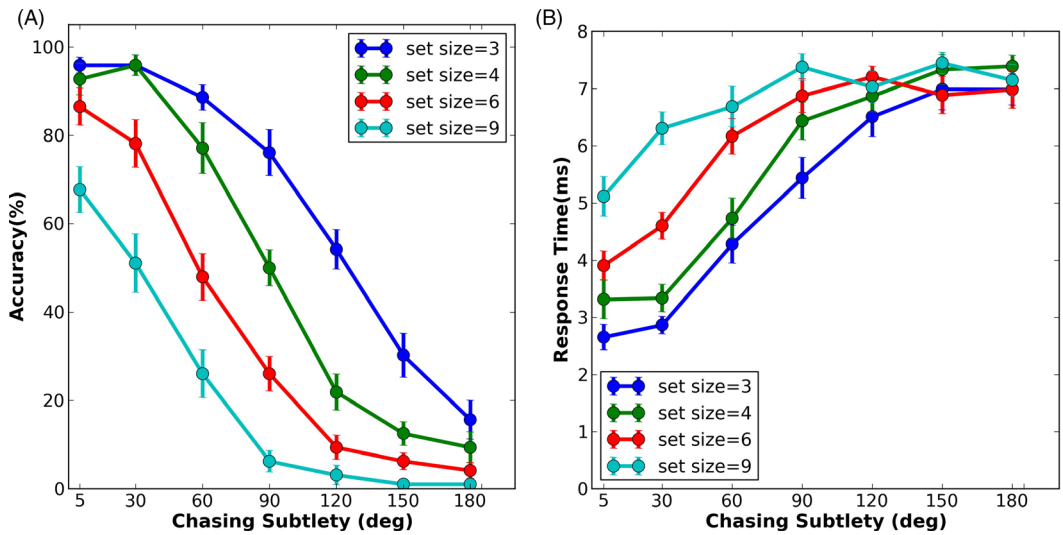 (A)
100
80
60
40
20
0
Accuracy(%)
set size=3
set size=4
set size=6
set size=9
5 30 60 90 120 150 180
Chasing Subtlety (deg)
(B)
8
7
6
5
4
3
2
1
0
Response Time(ms)
set size=3
set size=4
set size=6
set size=9
5 30 60 90 120 150 180
Chasing Subtlety (deg)